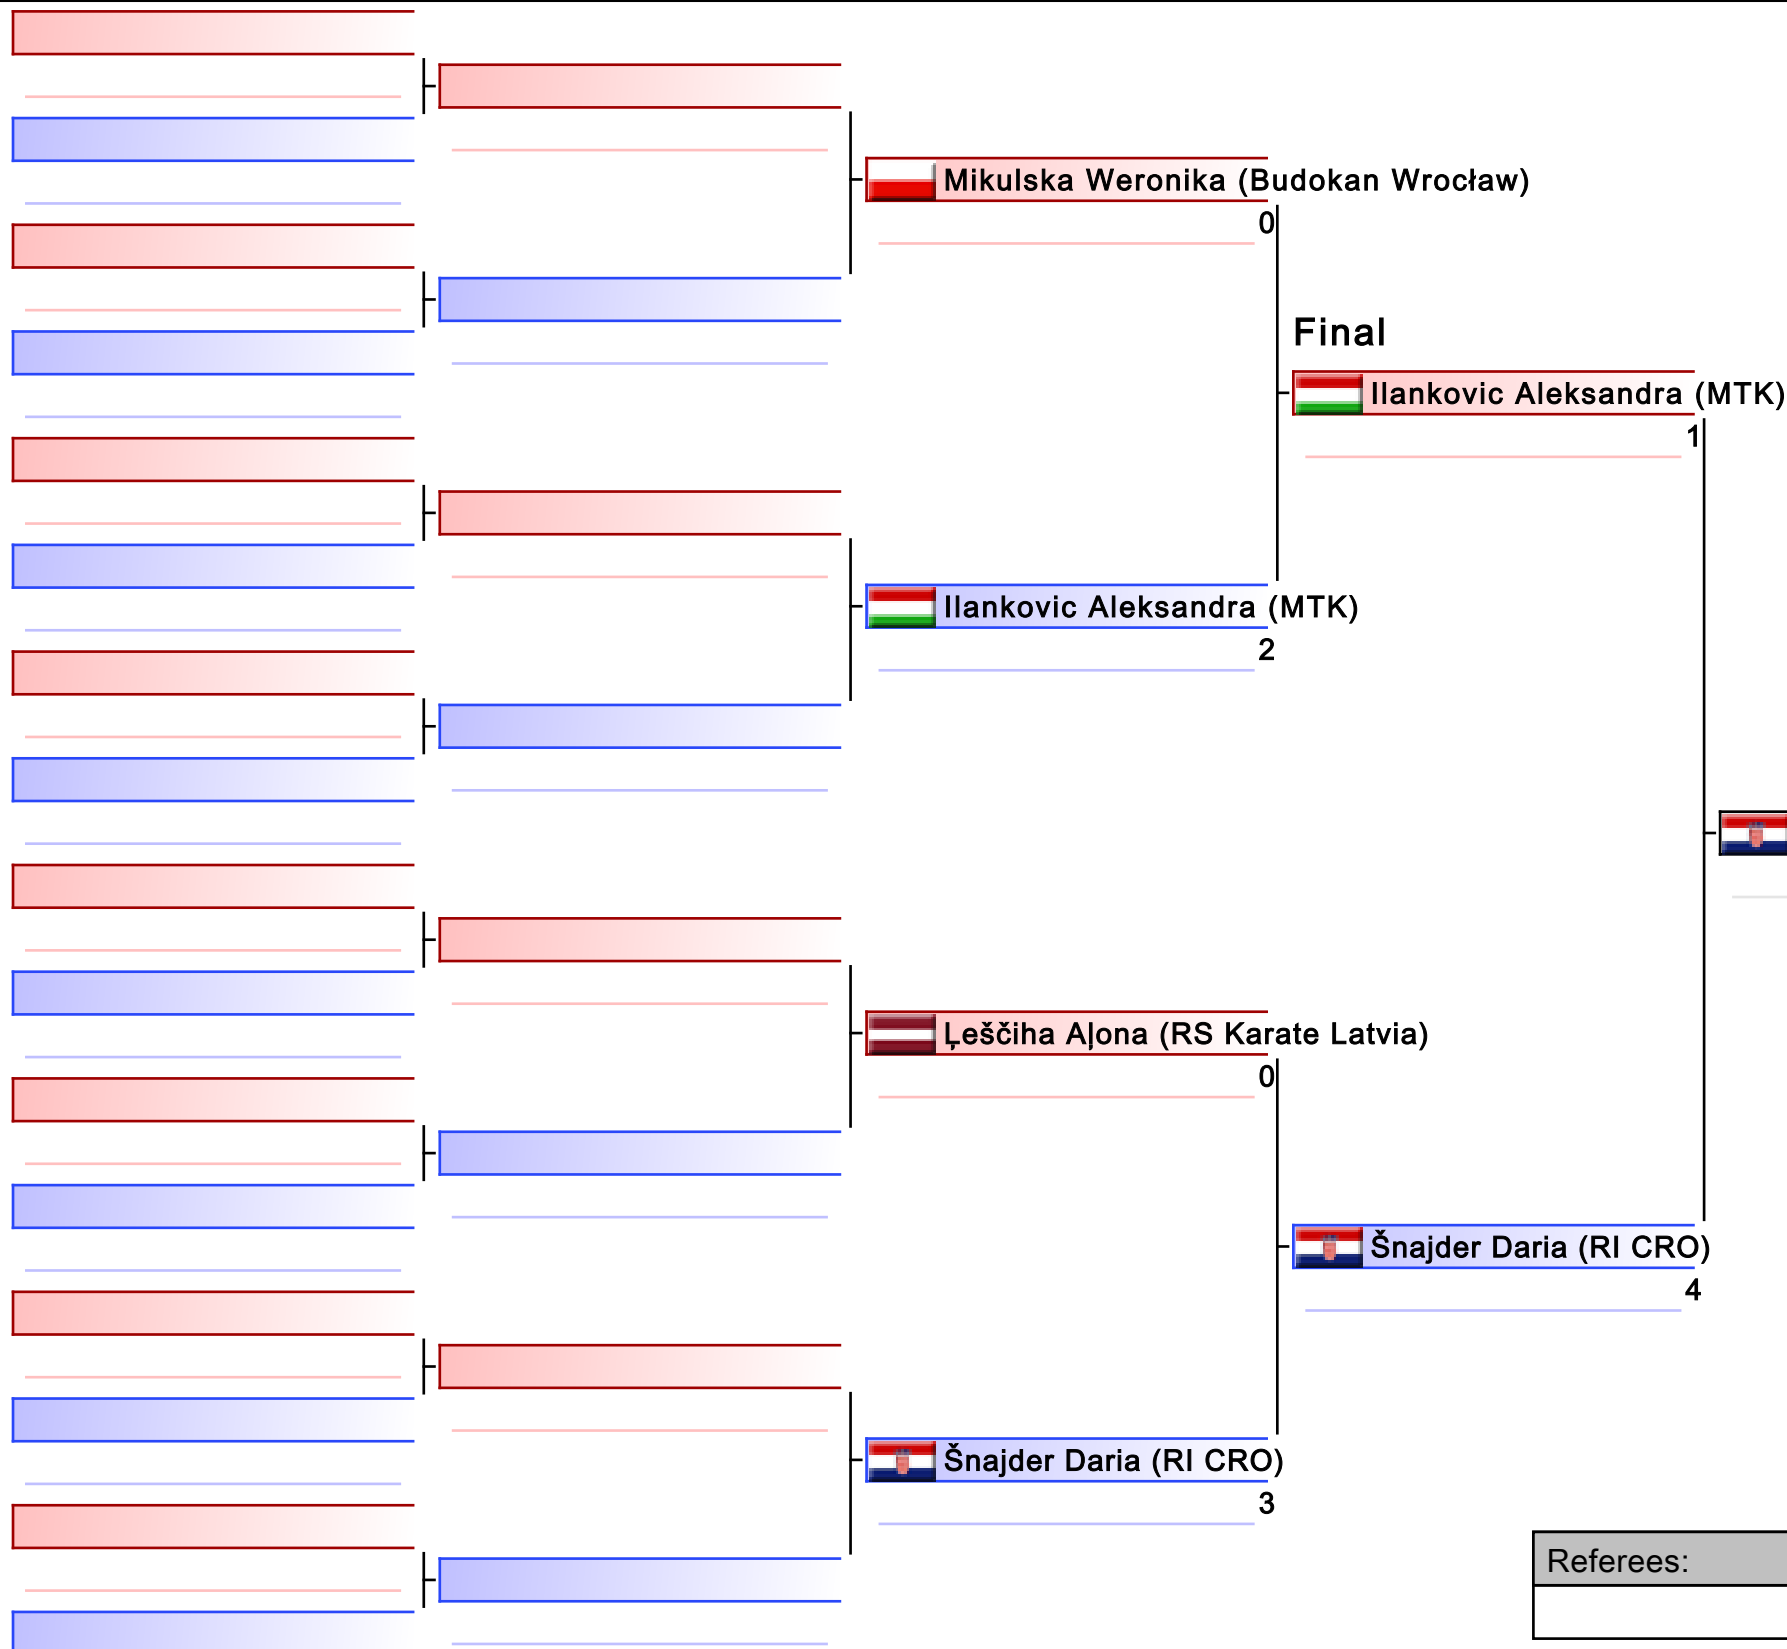 Mikulska Weronika (Budokan Wrocław)
0
Final
Ilankovic Aleksandra (MTK)
1
Ilankovic Aleksandra (MTK)
2
Ļeščiha Aļona (RS Karate Latvia)
0
Šnajder Daria (RI CRO)
4
Šnajder Daria (RI CRO)
3
Referees: